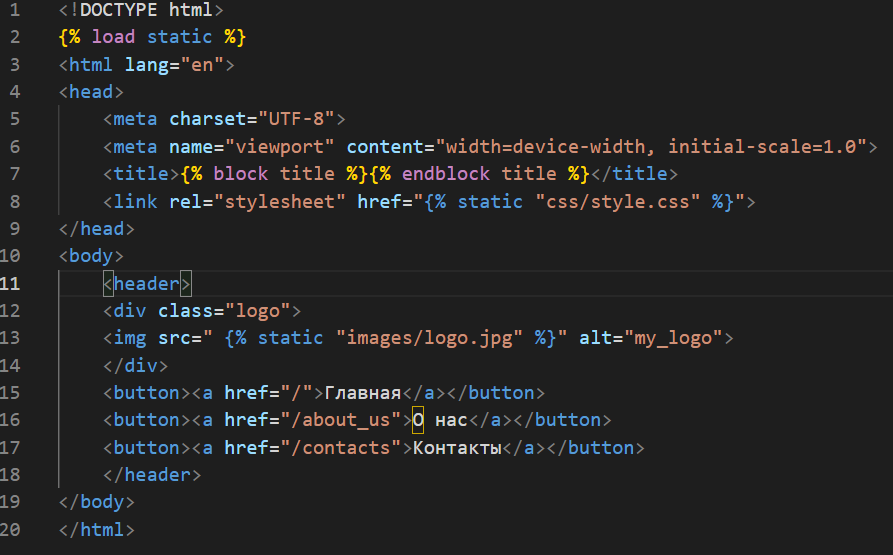 1 <!DOCTYPE html>
2 {% load static %}
3 <html lang="en">
4 <head>
5     <meta charset="UTF-8">
6     <meta name="viewport" content="width=device-width, initial-scale=1.0">
7     <title>{% block title %}{% endblock title %}</title>
8     <link rel="stylesheet" href="{% static "css/style.css" %}">
9 </head>
10 <body>
11     <header>
12     <div class="logo">
13     <img src=" {% static "images/logo.jpg" %}" alt="my_logo">
14     </div>
15     <button><a href="/">Главная</a></button>
16     <button><a href="/about_us">О нас</a></button>
17     <button><a href="/contacts">Контакты</a></button>
18     </header>
19 </body>
20 </html>